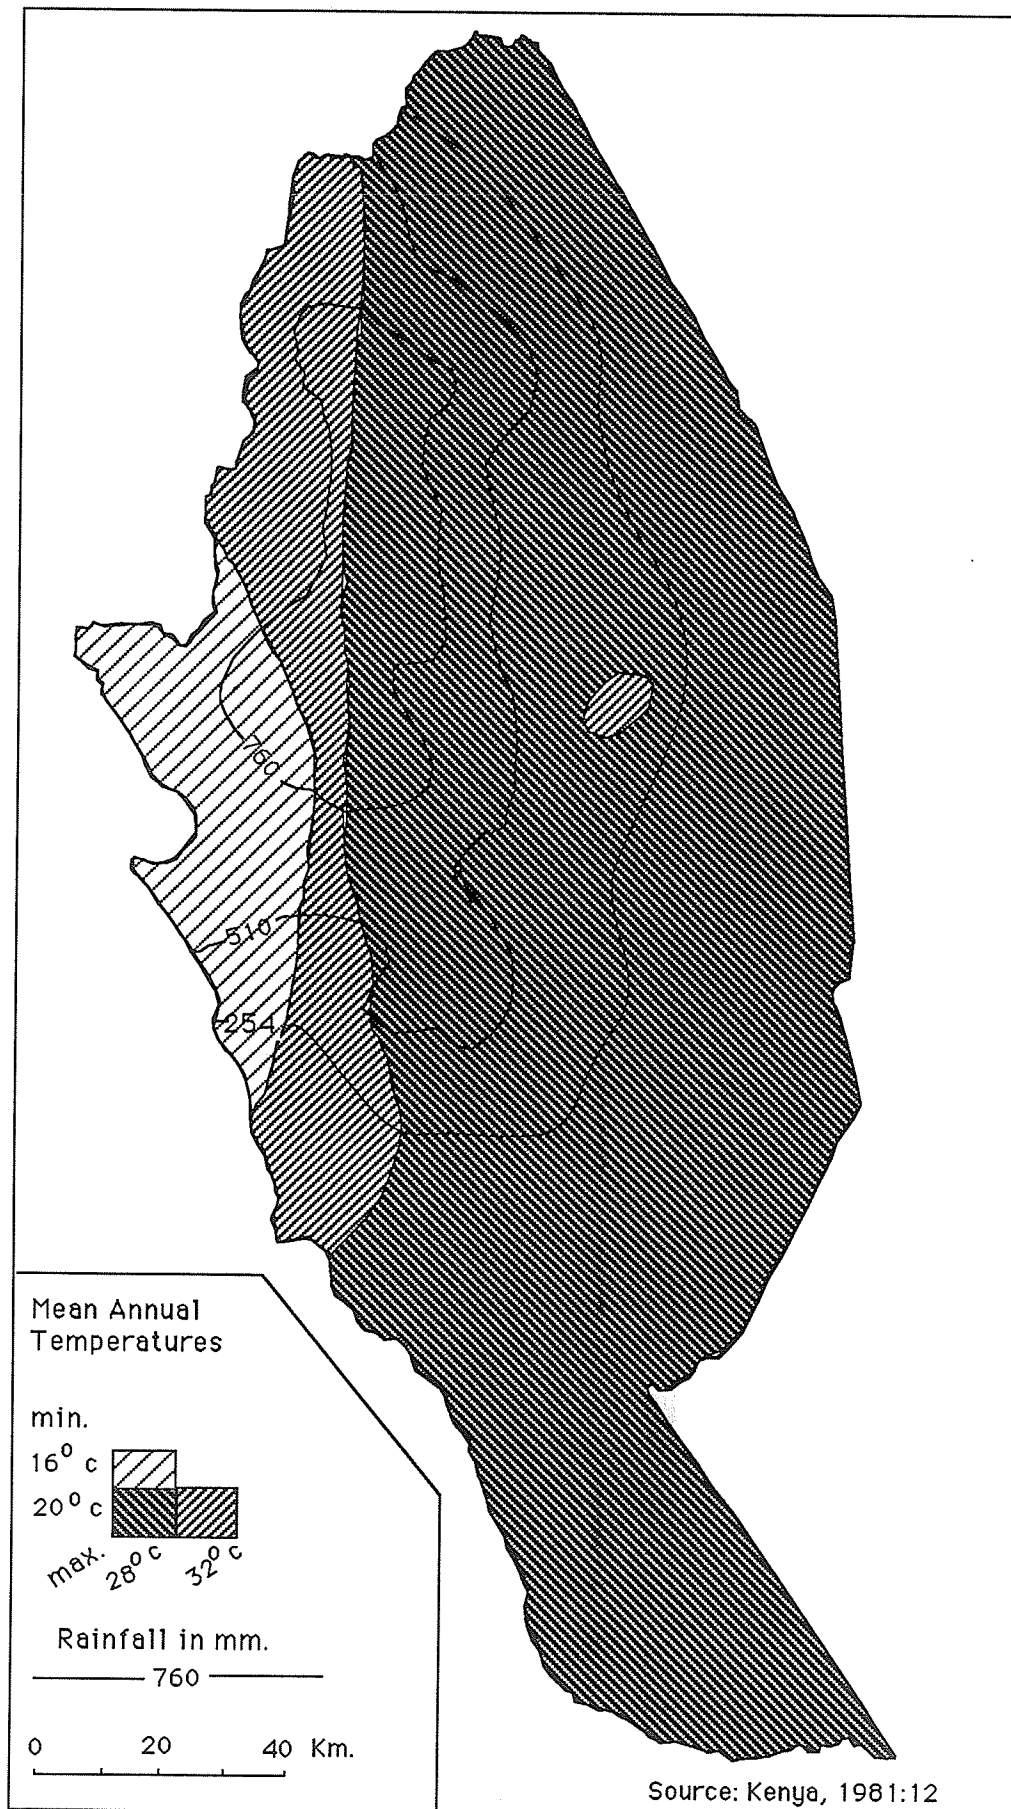 760
510
254
Mean Annual
Temperatures
min.
16° c
20° c
max. 28° c 32° c
Rainfall in mm.
760
0 20 40 Km.
Source: Kenya, 1981:12